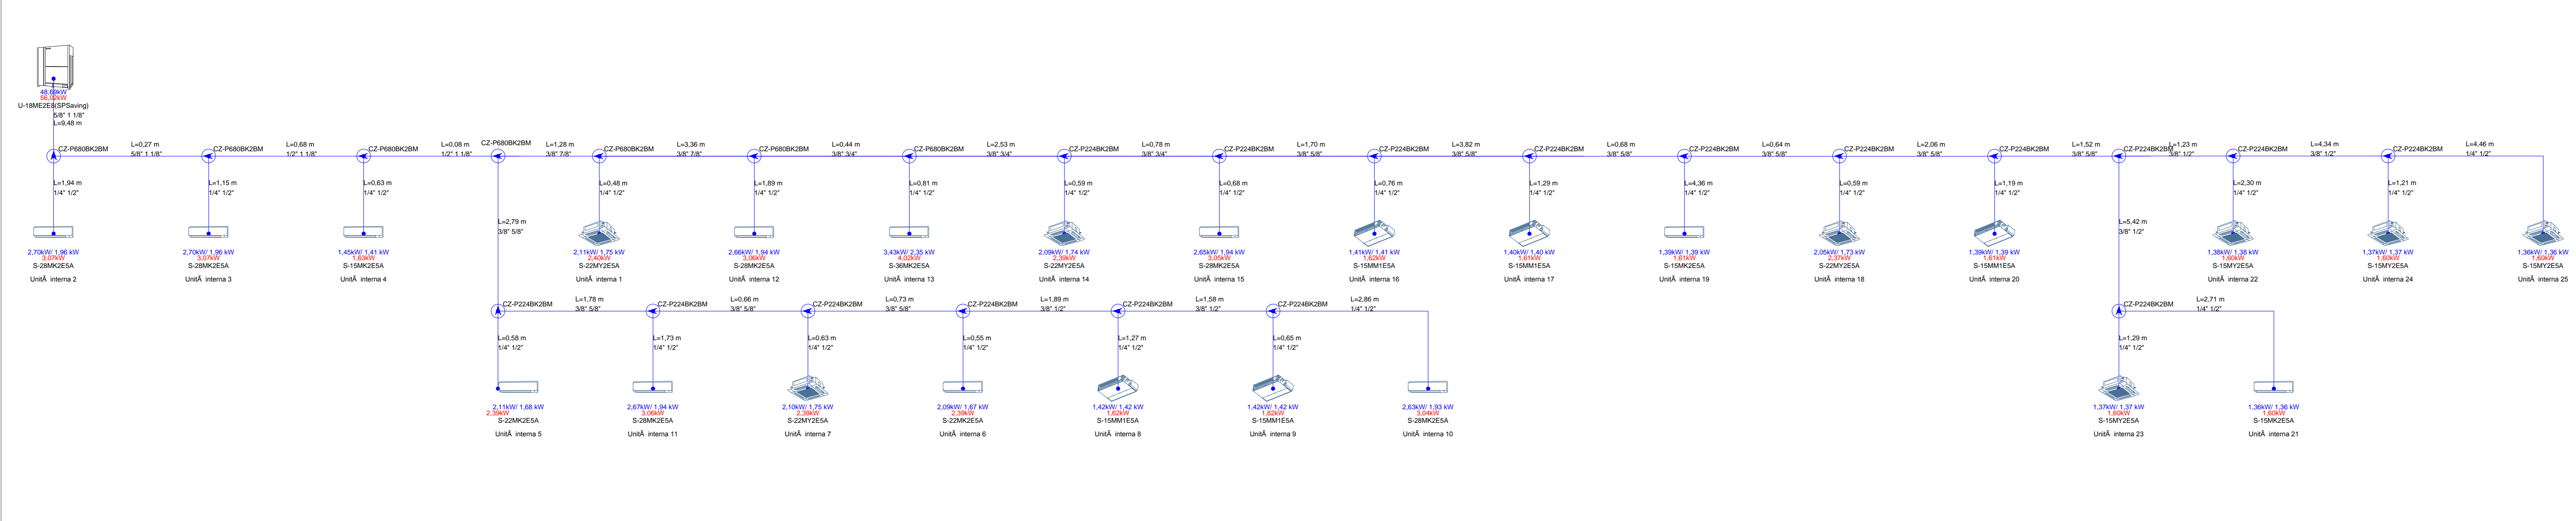 48,69kW
56,02kW
U-18ME2E8(SPSaving)
5/8" 1 1/8"
L=9,48 m
CZ-P680BK2BM
L=0,27 m
5/8" 1 1/8"
CZ-P680BK2BM
L=0,68 m
1/2" 1 1/8"
CZ-P680BK2BM
L=0,08 m
1/2" 1 1/8"
CZ-P680BK2BM
L=1,28 m
3/8" 7/8"
CZ-P680BK2BM
L=3,36 m
3/8" 7/8"
CZ-P680BK2BM
L=0,44 m
3/8" 3/4"
CZ-P680BK2BM
L=2,53 m
3/8" 3/4"
CZ-P224BK2BM
L=0,78 m
3/8" 3/4"
CZ-P224BK2BM
L=1,70 m
3/8" 5/8"
CZ-P224BK2BM
L=3,82 m
3/8" 5/8"
CZ-P224BK2BM
L=0,68 m
3/8" 5/8"
CZ-P224BK2BM
L=0,64 m
3/8" 5/8"
CZ-P224BK2BM
L=2,06 m
3/8" 5/8"
CZ-P224BK2BM
L=1,52 m
3/8" 5/8"
CZ-P224BK2BM
L=1,23 m
3/8" 1/2"
CZ-P224BK2BM
L=4,34 m
3/8" 1/2"
CZ-P224BK2BM
L=4,46 m
1/4" 1/2"
L=1,94 m
1/4" 1/2"
2,70kW/ 1,96 kW
3,07kW
S-28MK2E5A
UnitÃ interna 2
L=1,15 m
1/4" 1/2"
2,70kW/ 1,96 kW
3,07kW
S-28MK2E5A
UnitÃ interna 3
L=0,63 m
1/4" 1/2"
1,45kW/ 1,41 kW
1,63kW
S-15MK2E5A
UnitÃ interna 4
L=2,79 m
3/8" 5/8"
L=0,48 m
1/4" 1/2"
2,11kW/ 1,75 kW
2,40kW
S-22MY2E5A
UnitÃ interna 1
L=1,89 m
1/4" 1/2"
2,66kW/ 1,94 kW
3,06kW
S-28MK2E5A
UnitÃ interna 12
L=0,81 m
1/4" 1/2"
3,43kW/ 2,35 kW
4,02kW
S-36MK2E5A
UnitÃ interna 13
L=0,59 m
1/4" 1/2"
2,09kW/ 1,74 kW
2,39kW
S-22MY2E5A
UnitÃ interna 14
L=0,68 m
1/4" 1/2"
2,65kW/ 1,94 kW
3,05kW
S-28MK2E5A
UnitÃ interna 15
L=0,76 m
1/4" 1/2"
1,41kW/ 1,41 kW
1,62kW
S-15MM1E5A
UnitÃ interna 16
L=1,29 m
1/4" 1/2"
1,40kW/ 1,40 kW
1,61kW
S-15MM1E5A
UnitÃ interna 17
L=4,36 m
1/4" 1/2"
1,39kW/ 1,39 kW
1,61kW
S-15MK2E5A
UnitÃ interna 19
L=0,59 m
1/4" 1/2"
2,05kW/ 1,73 kW
2,37kW
S-22MY2E5A
UnitÃ interna 18
L=1,19 m
1/4" 1/2"
1,39kW/ 1,39 kW
1,61kW
S-15MM1E5A
UnitÃ interna 20
L=5,42 m
3/8" 1/2"
L=2,30 m
1/4" 1/2"
1,38kW/ 1,38 kW
1,60kW
S-15MY2E5A
UnitÃ interna 22
L=1,21 m
1/4" 1/2"
1,37kW/ 1,37 kW
1,60kW
S-15MY2E5A
UnitÃ interna 24
1,36kW/ 1,36 kW
1,60kW
S-15MY2E5A
UnitÃ interna 25
CZ-P224BK2BM
L=1,78 m
3/8" 5/8"
CZ-P224BK2BM
L=0,66 m
3/8" 5/8"
CZ-P224BK2BM
L=0,73 m
3/8" 5/8"
CZ-P224BK2BM
L=1,89 m
3/8" 1/2"
CZ-P224BK2BM
L=1,58 m
3/8" 1/2"
CZ-P224BK2BM
L=2,86 m
1/4" 1/2"
CZ-P224BK2BM
L=2,71 m
1/4" 1/2"
L=0,58 m
1/4" 1/2"
2,11kW/ 1,68 kW
2,39kW
S-22MK2E5A
UnitÃ interna 5
L=1,73 m
1/4" 1/2"
2,67kW/ 1,94 kW
3,06kW
S-28MK2E5A
UnitÃ interna 11
L=0,63 m
1/4" 1/2"
2,10kW/ 1,75 kW
2,39kW
S-22MY2E5A
UnitÃ interna 7
L=0,55 m
1/4" 1/2"
2,09kW/ 1,67 kW
2,39kW
S-22MK2E5A
UnitÃ interna 6
L=1,27 m
1/4" 1/2"
1,42kW/ 1,42 kW
1,62kW
S-15MM1E5A
UnitÃ interna 8
L=0,65 m
1/4" 1/2"
1,42kW/ 1,42 kW
1,62kW
S-15MM1E5A
UnitÃ interna 9
2,63kW/ 1,93 kW
3,04kW
S-28MK2E5A
UnitÃ interna 10
L=1,29 m
1/4" 1/2"
1,37kW/ 1,37 kW
1,60kW
S-15MY2E5A
UnitÃ interna 23
1,36kW/ 1,36 kW
1,60kW
S-15MK2E5A
UnitÃ interna 21